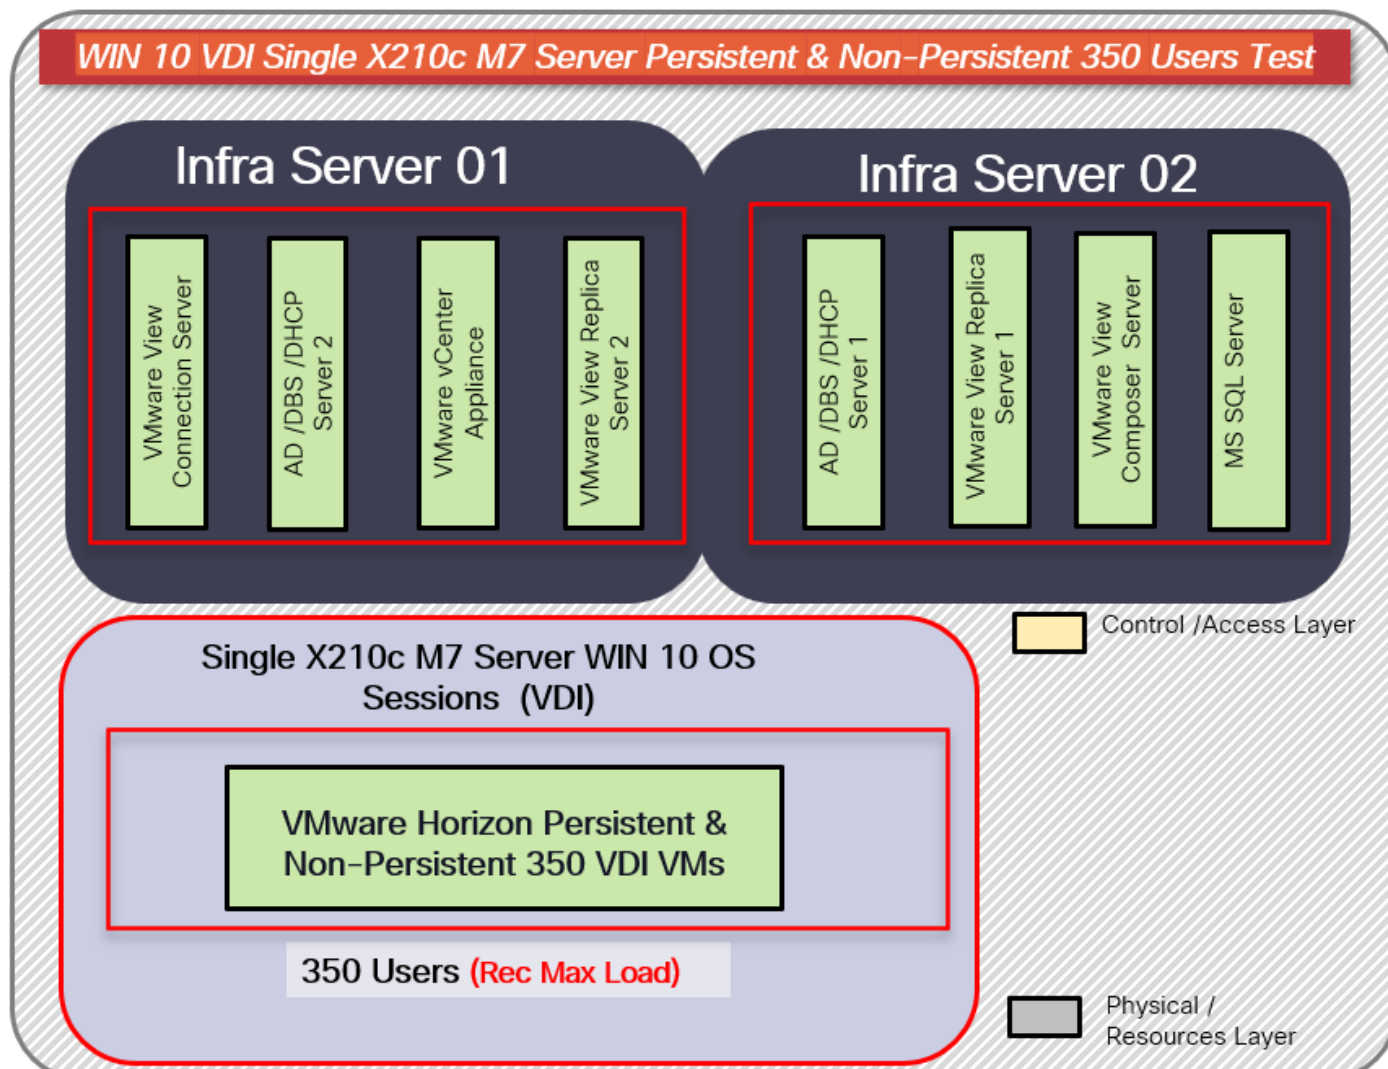 WIN 10 VDI Single X210c M7 Server Persistent & Non-Persistent 350 Users Test
Infra Server 01
VMware View
Connection Server
AD /DBS /DHCP
Server 2
VMware vCenter
Appliance
VMware View Replica
Server 2
Infra Server 02
AD /DBS /DHCP
Server 1
VMware View Replica
Server 1
VMware View
Composer Server
MS SQL Server
Control /Access Layer
Single X210c M7 Server WIN 10 OS
Sessions (VDI)
VMware Horizon Persistent &
Non-Persistent 350 VDI VMs
350 Users (Rec Max Load)
Physical /
Resources Layer